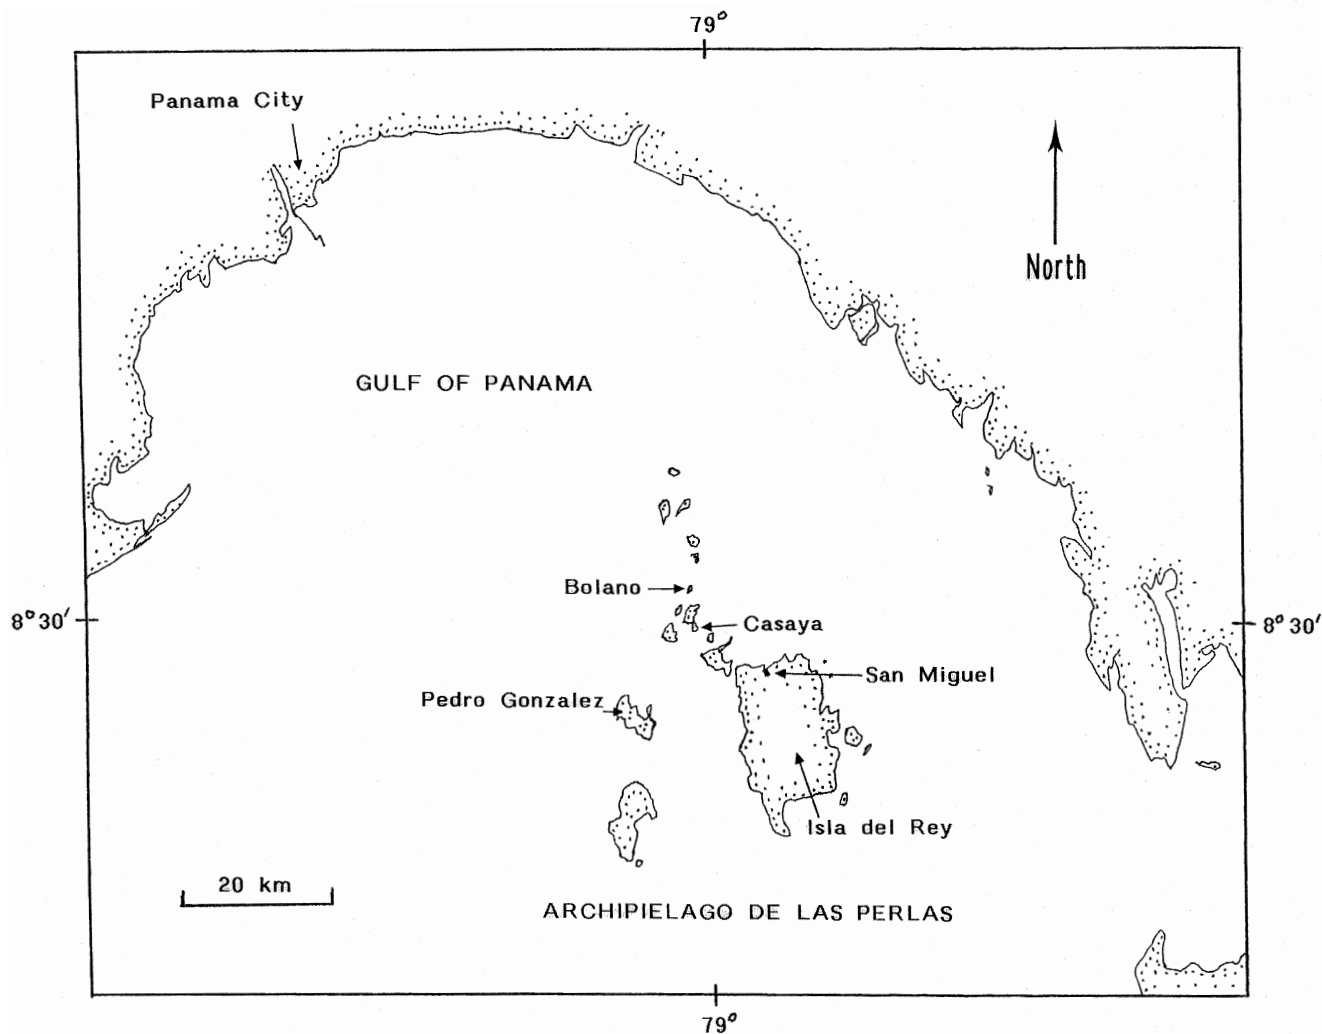 79°
Panama City
North
GULF OF PANAMA
Bolano
8° 30′
Casaya
8° 30′
San Miguel
Pedro Gonzalez
Isla del Rey
20 km
ARCHIPIELAGO DE LAS PERLAS
79°